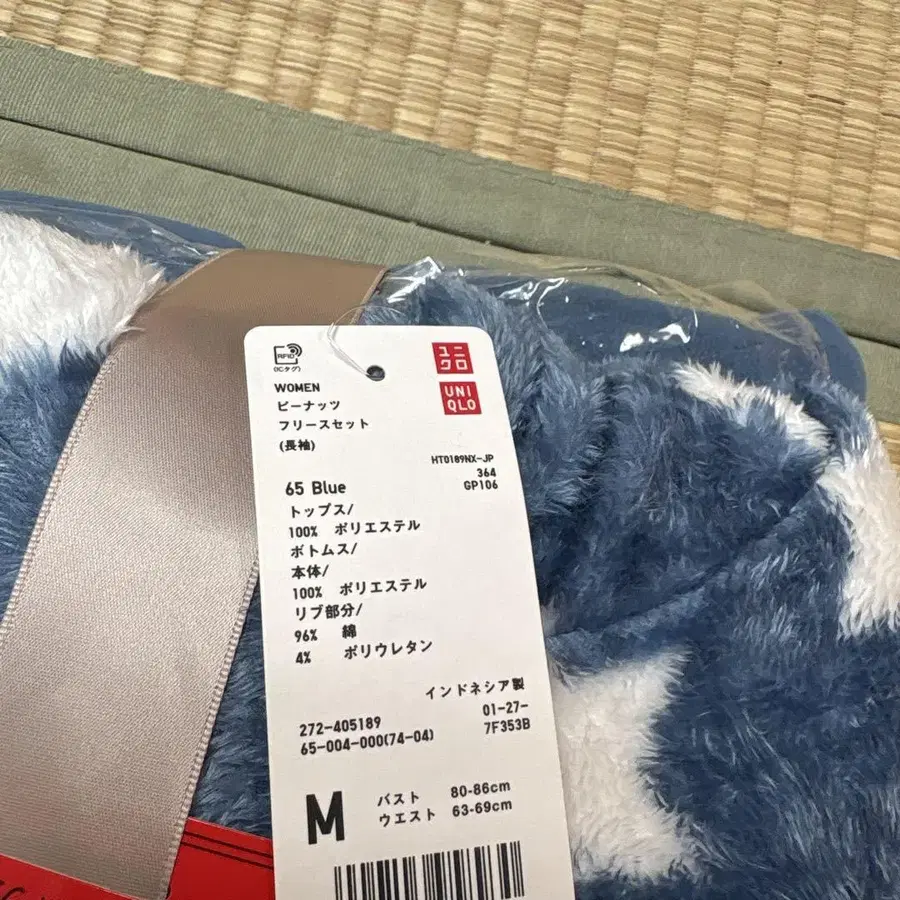 RFID
(ICタグ)
ユニ
クロ
UNI
QLO
WOMEN
ピーナッツ
フリースセット
(長袖)
HT0189NX-JP
364
GP106
65 Blue
トップス/
100% ポリエステル
ボトムス/
本体/
100% ポリエステル
リブ部分/
96% 綿
4% ポリウレタン
インドネシア製
272-405189
01-27-
65-004-000(74-04)
7F353B
M
バスト 80-86cm
ウエスト 63-69cm